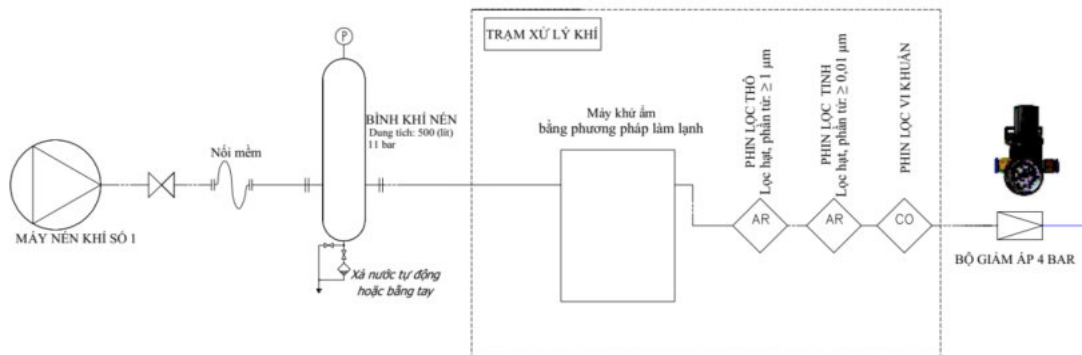 TRẠM XỬ LÝ KHÍ
P
BÌNH KHÍ NÉN
Dung tích: 500 (lít)
11 bar
Nối mềm
MÁY NÉN KHÍ SỐ 1
Xả nước tự động
hoặc bằng tay
Máy khử ẩm
bằng phương pháp làm lạnh
PHIN LỌC THÔ
Lọc hạt, phần tử: ≥ 1 µm
PHIN LỌC TINH
Lọc hạt, phần tử: ≥ 0,01 µm
PHIN LỌC VI KHUẨN
AR
AR
CO
BỘ GIẢM ÁP 4 BAR